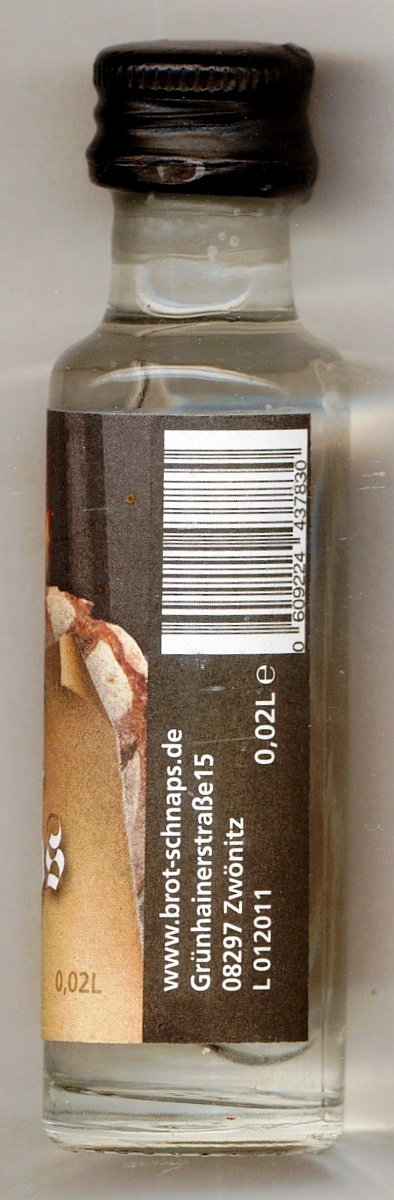 0 609224 437830
www.brot-schnaps.de
Grünhainerstraße15
08297 Zwönitz
L 012011 0,02L e
0,02L